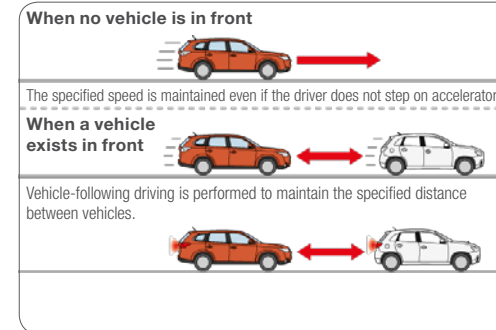 When no vehicle is in front
The specified speed is maintained even if the driver does not step on accelerator
When a vehicle
exists in front
Vehicle-following driving is performed to maintain the specified distance
between vehicles.